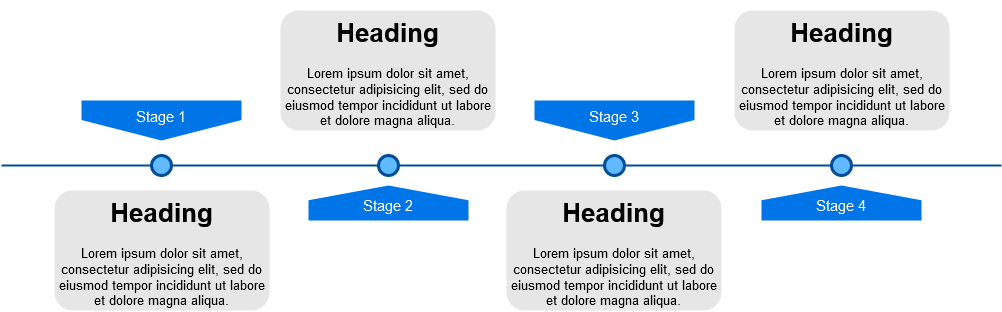 Stage 1
Heading
Lorem ipsum dolor sit amet,
consectetur adipisicing elit, sed do
eiusmod tempor incididunt ut labore
et dolore magna aliqua.
Heading
Lorem ipsum dolor sit amet,
consectetur adipisicing elit, sed do
eiusmod tempor incididunt ut labore
et dolore magna aliqua.
Stage 2
Stage 3
Heading
Lorem ipsum dolor sit amet,
consectetur adipisicing elit, sed do
eiusmod tempor incididunt ut labore
et dolore magna aliqua.
Heading
Lorem ipsum dolor sit amet,
consectetur adipisicing elit, sed do
eiusmod tempor incididunt ut labore
et dolore magna aliqua.
Stage 4